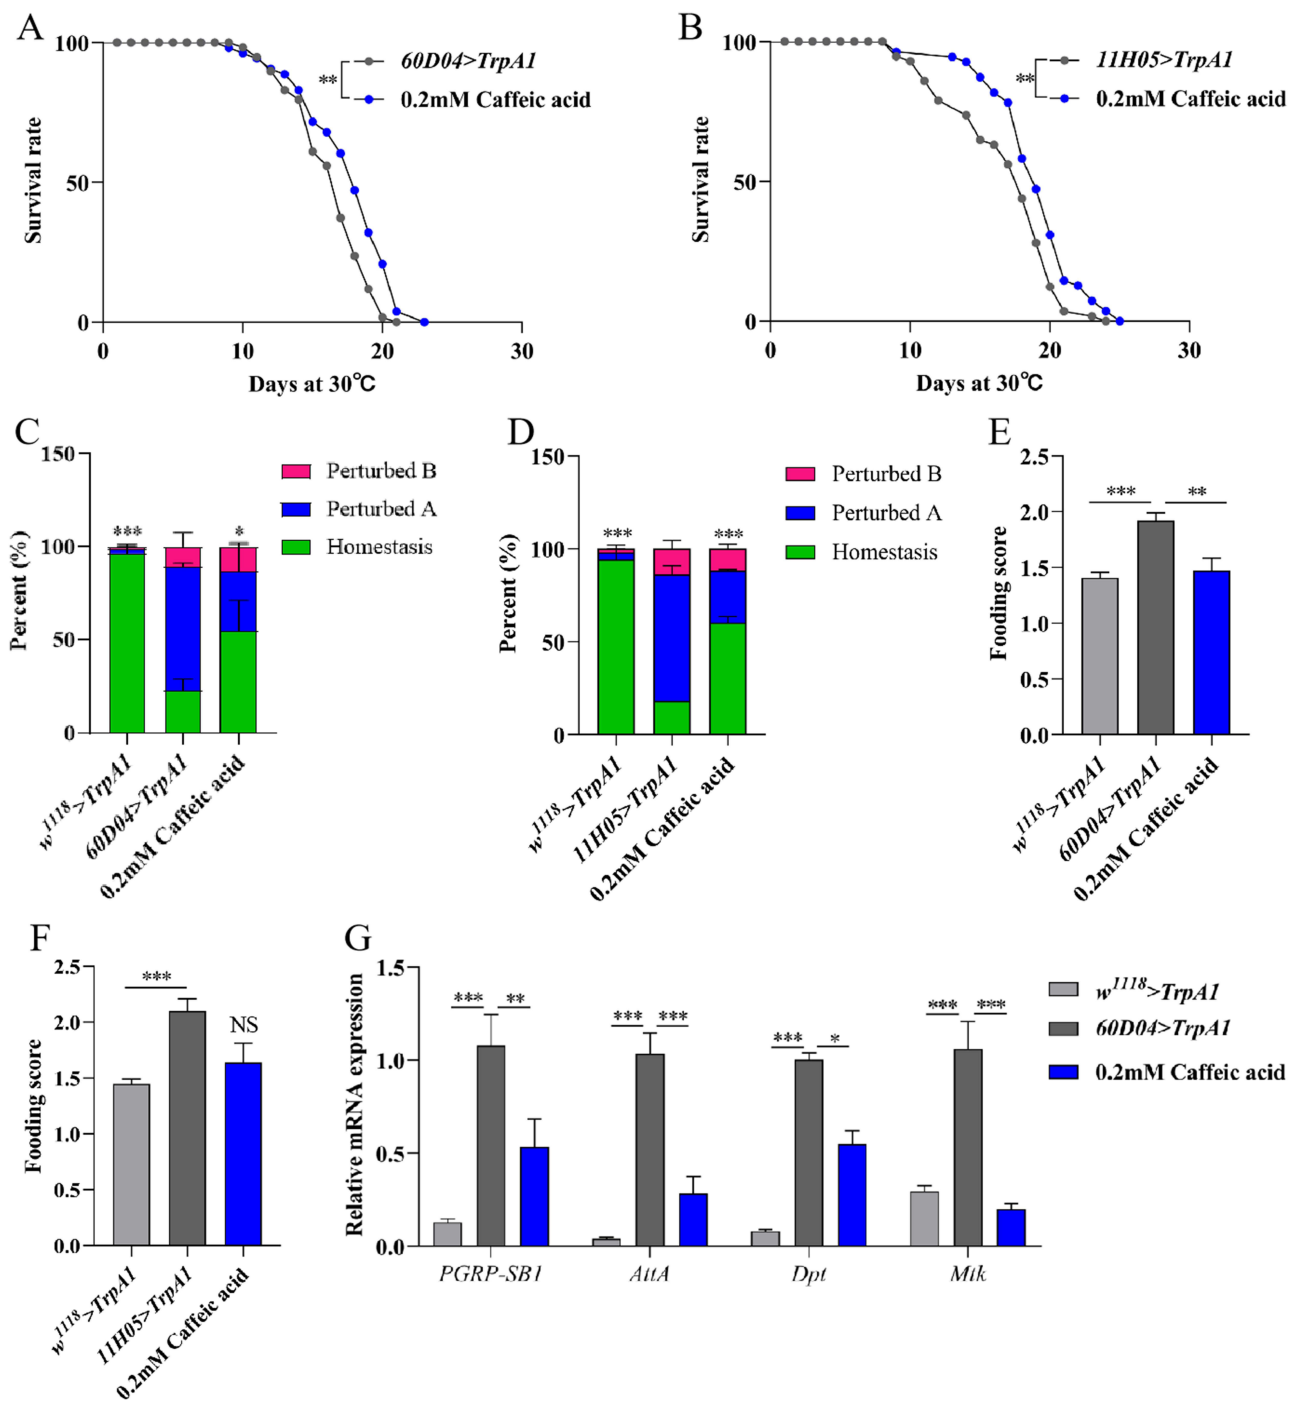 A
100
50
0
Survival rate
0 10 20 30
Days at 30℃
**
60D04>TrpA1
0.2mM Caffeic acid
B
100
50
0
Survival rate
0 10 20 30
Days at 30℃
**
11H05>TrpA1
0.2mM Caffeic acid
C
150
100
50
0
Percent (%)
*** *
w1118>TrpA1
60D04>TrpA1
0.2mM Caffeic acid
Perturbed B
Perturbed A
Homestasis
D
150
100
50
0
Percent (%)
*** ***
w1118>TrpA1
11H05>TrpA1
0.2mM Caffeic acid
Perturbed B
Perturbed A
Homestasis
E
2.5
2.0
1.5
1.0
0.5
0.0
Fooding score
*** **
w1118>TrpA1
60D04>TrpA1
0.2mM Caffeic acid
F
2.5
2.0
1.5
1.0
0.5
0.0
Fooding score
***
NS
w1118>TrpA1
11H05>TrpA1
0.2mM Caffeic acid
G
1.5
1.0
0.5
0.0
Relative mRNA expression
*** ** *** *** *** * *** ***
PGRP-SB1 AttA Dpt Mtk
w1118>TrpA1
60D04>TrpA1
0.2mM Caffeic acid